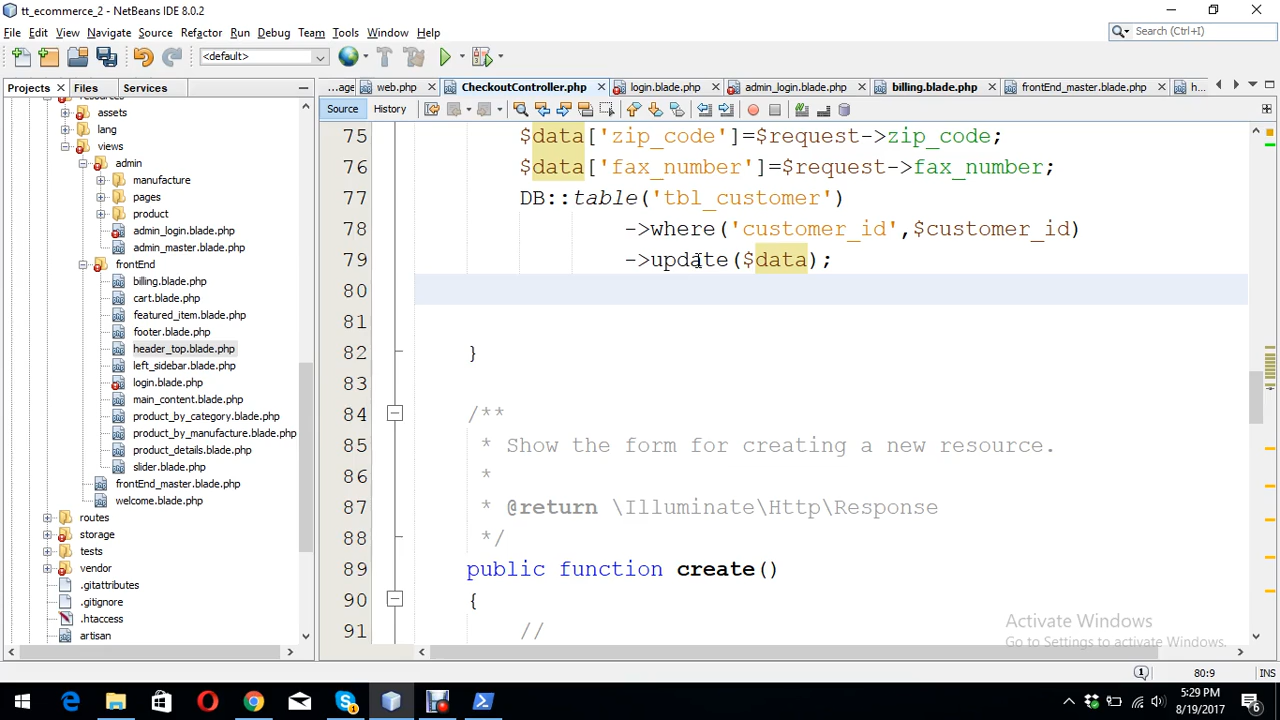 tt_ecommerce_2 - NetBeans IDE 8.0.2
File Edit View Navigate Source Refactor Run Debug Team Tools Window Help
Search (Ctrl+I)
<default>
Projects Files Services
...age web.php CheckoutController.php login.blade.php admin_login.blade.php billing.blade.php frontEnd_master.blade.php h...
Source History
resources
assets
lang
views
admin
manufacture
pages
product
admin_login.blade.php
admin_master.blade.php
frontEnd
billing.blade.php
cart.blade.php
featured_item.blade.php
footer.blade.php
header_top.blade.php
left_sidebar.blade.php
login.blade.php
main_content.blade.php
product_by_category.blade.php
product_by_manufacture.blade.php
product_details.blade.php
slider.blade.php
frontEnd_master.blade.php
welcome.blade.php
routes
storage
tests
vendor
.gitattributes
.gitignore
.htaccess
artisan
75 $data['zip_code']=$request->zip_code;
76 $data['fax_number']=$request->fax_number;
77 DB::table('tbl_customer')
78 ->where('customer_id',$customer_id)
79 ->update($data);
80
81
82 }
83
84 /**
85 * Show the form for creating a new resource.
86 *
87 * @return \Illuminate\Http\Response
88 */
89 public function create()
90 {
91 //
Activate Windows
Go to Settings to activate Windows.
1 80:9 INS
5:29 PM
8/19/2017
6